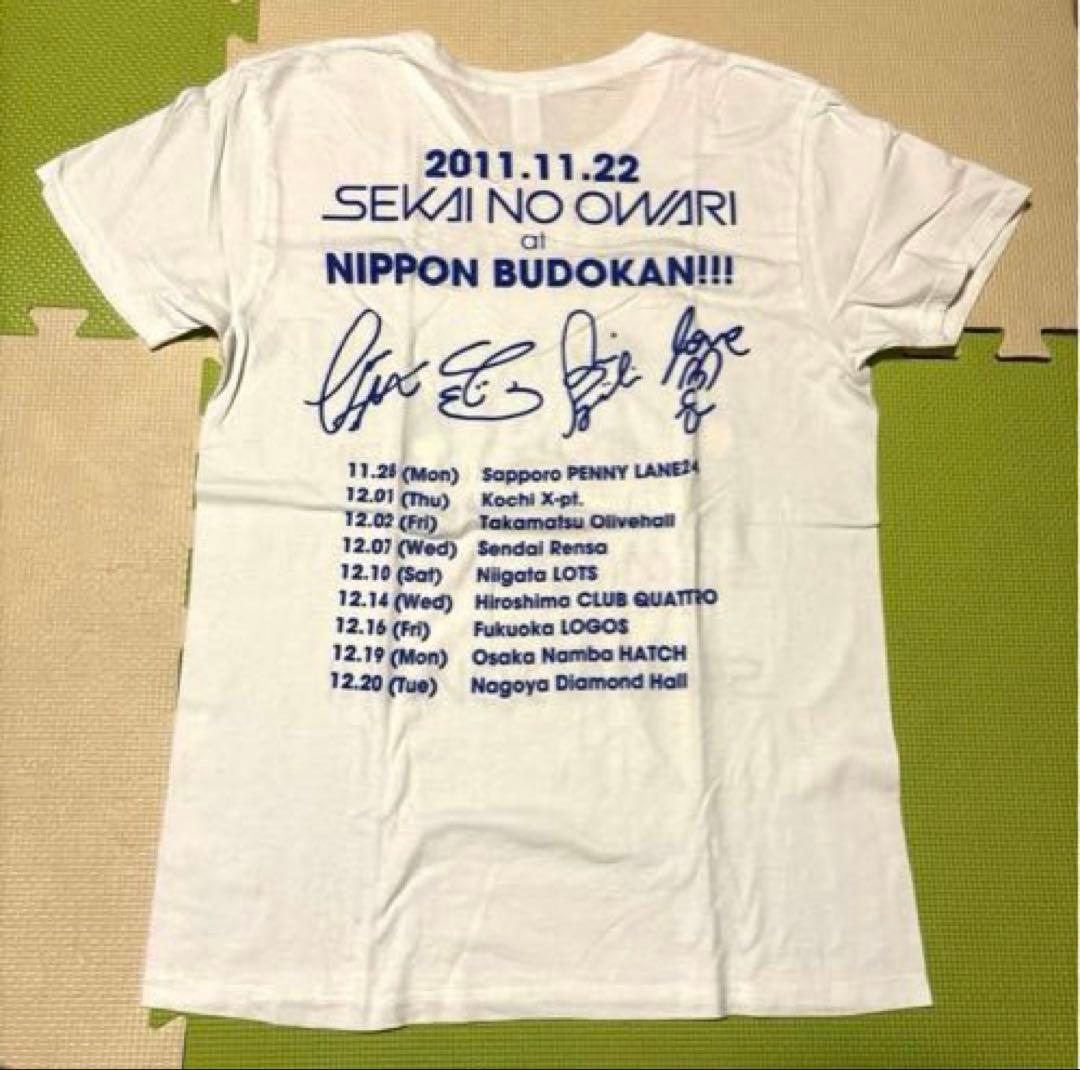 2011.11.22
SEKAI NO OWARI
at
NIPPON BUDOKAN!!!
11.28 (Mon) Sapporo PENNY LANE24
12.01 (Thu) Kochi X-pt.
12.02 (Fri) Takamatsu Olivehall
12.07 (Wed) Sendai Rensa
12.10 (Sat) Niigata LOTS
12.14 (Wed) Hiroshima CLUB QUATTRO
12.16 (Fri) Fukuoka LOGOS
12.19 (Mon) Osaka Namba HATCH
12.20 (Tue) Nagoya Diamond Hall